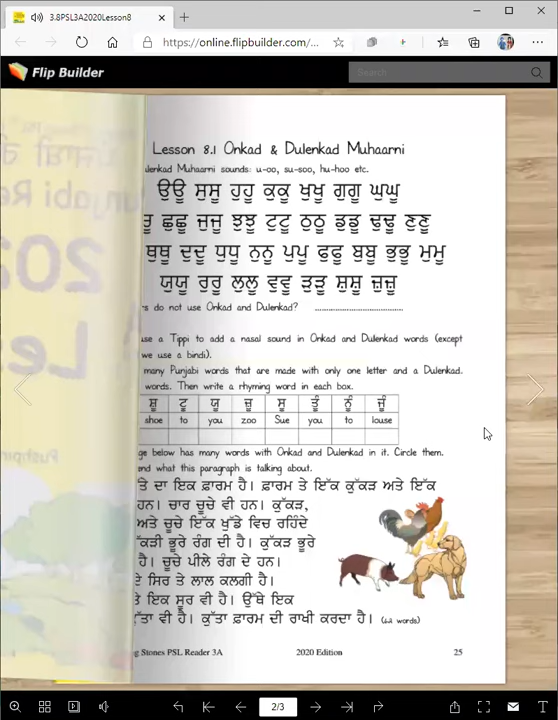 3.8PSL3A2020Lesson8
https://online.flipbuilder.com/...
Flip Builder
Search
Lesson 8.1 Onkad & Dulenkad Muhaarni
ulenkad Muhaarni sounds: u-oo, su-soo, hu-hoo etc.
ਉਊ ਸੁਸੂ ਹੁਹੂ ਕੁਕੂ ਖੁਖੂ ਗੁਗੂ ਘੁਘੂ
ਛੁਛੂ ਜੁਜੂ ਝੁਝੂ ਟੁਟੂ ਠੁਠੂ ਡੁਡੂ ਢੁਢੂ ਣੁਣੂ
ਥੁਥੂ ਦੁਦੂ ਧੁਧੂ ਨੁਨੂ ਪੁਪੂ ਫੁਫੂ ਬੁਬੂ ਭੁਭੂ ਮੁਮੂ
ਯੁਯੂ ਰੁਰੂ ਲੁਲੂ ਵੁਵੂ ੜੁੜੂ ਸ਼ੁਸ਼ੂ ਜ਼ੁਜ਼ੂ
rs do not use Onkad and Dulenkad? ................................
use a Tippi to add a nasal sound in Onkad and Dulenkad words (except
we use a bindi).
many Punjabi words that are made with only one letter and a Dulenkad.
words. Then write a rhyming word in each box.
ਸ਼ੂ ਟੂ ਯੂ ਜ਼ੂ ਸੂ ਤੂੰ ਨੂੰ ਜੂੰ
shoe to you zoo Sue you to louse
ge below has many words with Onkad and Dulenkad in it. Circle them.
and what this paragraph is talking about.
ਤੇ ਦਾ ਇਕ ਫ਼ਾਰਮ ਹੈ। ਫ਼ਾਰਮ ਤੇ ਇੱਕ ਕੁੱਕੜ ਅਤੇ ਇੱਕ
ਹਨ। ਚਾਰ ਚੂਚੇ ਵੀ ਹਨ। ਕੁੱਕੜ,
ਅਤੇ ਚੂਚੇ ਇੱਕ ਖੁੱਡੇ ਵਿਚ ਰਹਿੰਦੇ
ਕੜੀ ਭੂਰੇ ਰੰਗ ਦੀ ਹੈ। ਕੁੱਕੜ ਭੂਰੇ
ਹੈ। ਚੂਚੇ ਪੀਲੇ ਰੰਗ ਦੇ ਹਨ।
ਦੇ ਸਿਰ ਤੇ ਲਾਲ ਕਲਗੀ ਹੈ।
ਤੇ ਇਕ ਸੂਰ ਵੀ ਹੈ। ਉੱਥੇ ਇਕ
ੱਤਾ ਵੀ ਹੈ। ਕੁੱਤਾ ਫ਼ਾਰਮ ਦੀ ਰਾਖੀ ਕਰਦਾ ਹੈ। (62 words)
g Stones PSL Reader 3A 2020 Edition 25
2/3